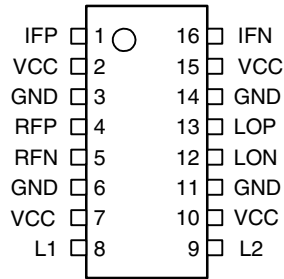 IFP 1 16 IFN
VCC 2 15 VCC
GND 3 14 GND
RFP 4 13 LOP
RFN 5 12 LON
GND 6 11 GND
VCC 7 10 VCC
L1 8 9 L2